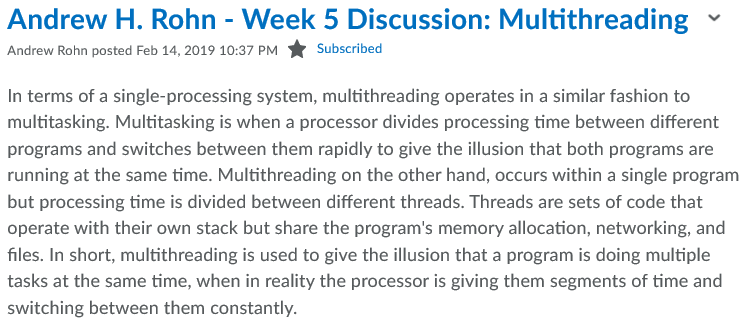 Andrew H. Rohn - Week 5 Discussion: Multithreading
Andrew Rohn posted Feb 14, 2019 10:37 PM Subscribed
In terms of a single-processing system, multithreading operates in a similar fashion to
multitasking. Multitasking is when a processor divides processing time between different
programs and switches between them rapidly to give the illusion that both programs are
running at the same time. Multithreading on the other hand, occurs within a single program
but processing time is divided between different threads. Threads are sets of code that
operate with their own stack but share the program's memory allocation, networking, and
files. In short, multithreading is used to give the illusion that a program is doing multiple
tasks at the same time, when in reality the processor is giving them segments of time and
switching between them constantly.